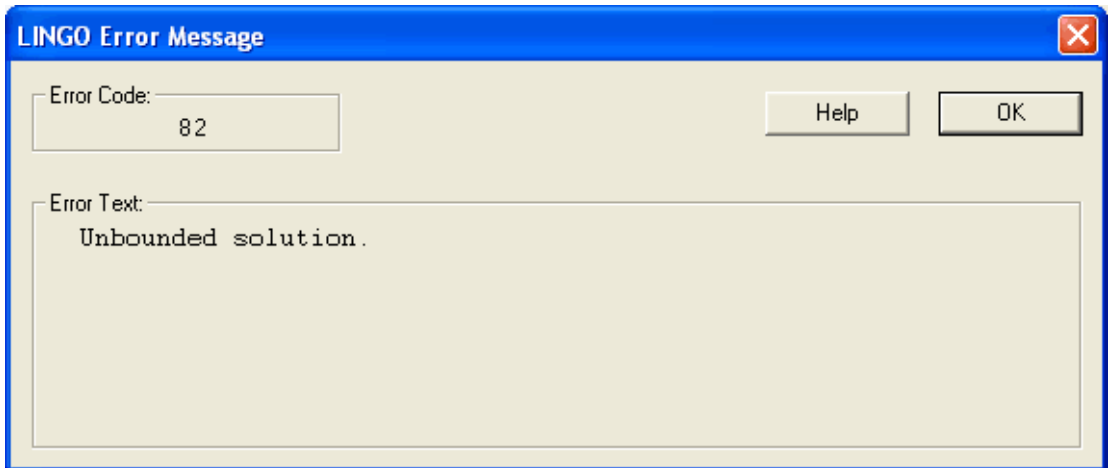 LINGO Error Message
Error Code:
82
Help
OK
Error Text:
Unbounded solution.